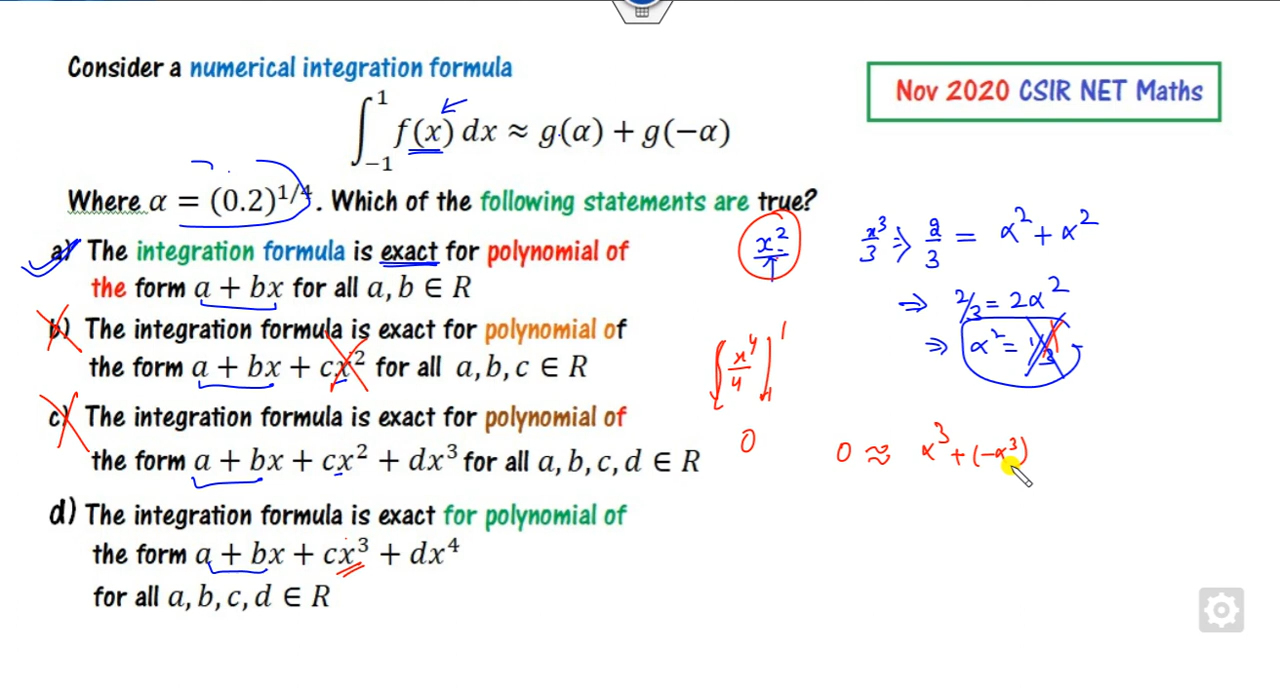 Consider a numerical integration formula
Nov 2020 CSIR NET Maths
∫₋₁¹ f(x) dx ≈ g(α) + g(−α)
Where α = (0.2)^{1/4}. Which of the following statements are true?
a) The integration formula is exact for polynomial of
the form a + bx for all a, b ∈ R
b) The integration formula is exact for polynomial of
the form a + bx + cx² for all a, b, c ∈ R
c) The integration formula is exact for polynomial of
the form a + bx + cx² + dx³ for all a, b, c, d ∈ R
d) The integration formula is exact for polynomial of
the form a + bx + cx³ + dx⁴
for all a, b, c, d ∈ R
x²
x³/3 ⇒ 2/3 = α² + α²
⇒ 2/3 = 2α²
⇒ α² = 1/3
[x⁴/4]₋₁¹
0
0 ≈ α³ + (−α³)